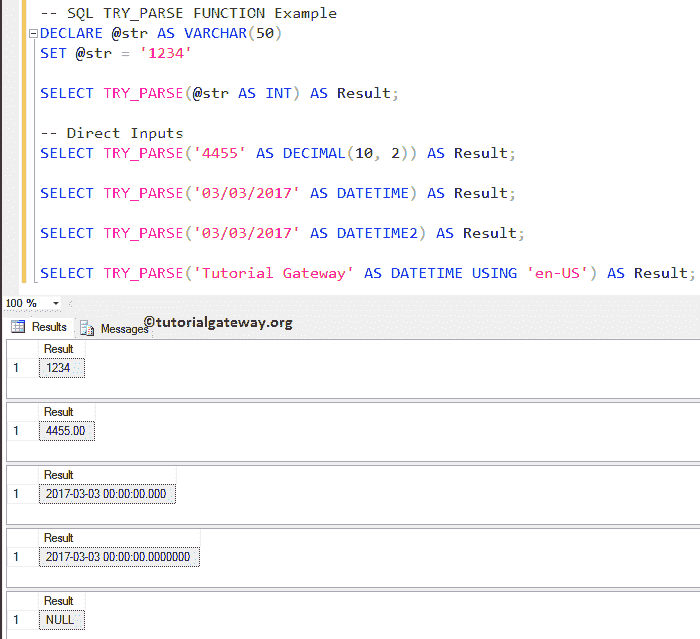 -- SQL TRY_PARSE FUNCTION Example
DECLARE @str AS VARCHAR(50)
SET @str = '1234'
SELECT TRY_PARSE(@str AS INT) AS Result;
-- Direct Inputs
SELECT TRY_PARSE('4455' AS DECIMAL(10, 2)) AS Result;
SELECT TRY_PARSE('03/03/2017' AS DATETIME) AS Result;
SELECT TRY_PARSE('03/03/2017' AS DATETIME2) AS Result;
SELECT TRY_PARSE('Tutorial Gateway' AS DATETIME USING 'en-US') AS Result;
100 %
Results Messages ©tutorialgateway.org
Result
1 1234
Result
1 4455.00
Result
1 2017-03-03 00:00:00.000
Result
1 2017-03-03 00:00:00.0000000
Result
1 NULL